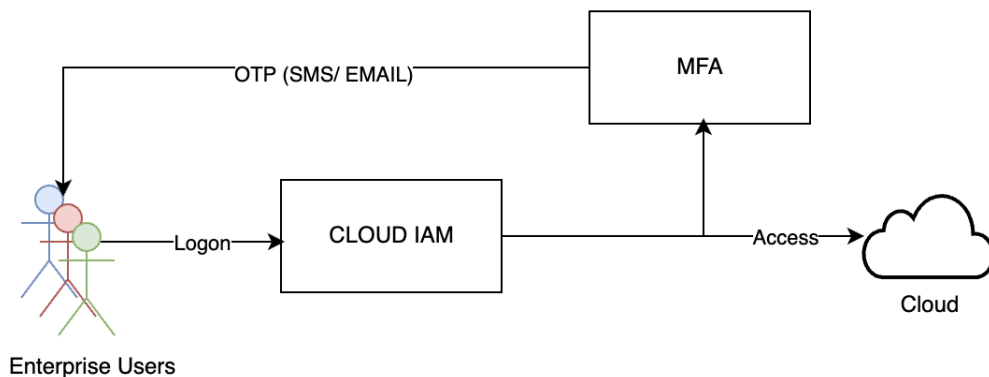 MFA
OTP (SMS/ EMAIL)
CLOUD IAM
Logon
Access
Cloud
Enterprise Users